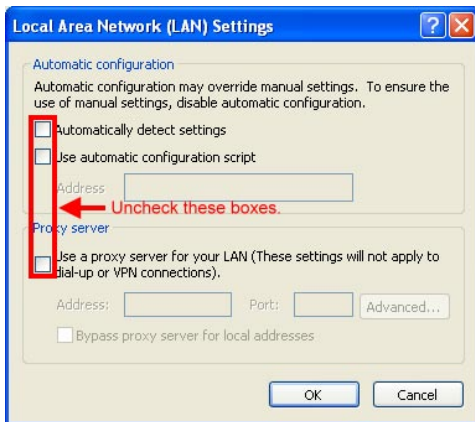 Local Area Network (LAN) Settings
Automatic configuration
Automatic configuration may override manual settings. To ensure the
use of manual settings, disable automatic configuration.
Automatically detect settings
Use automatic configuration script
Address
Uncheck these boxes.
Proxy server
Use a proxy server for your LAN (These settings will not apply to
dial-up or VPN connections).
Address:
Port:
Advanced...
Bypass proxy server for local addresses
OK
Cancel